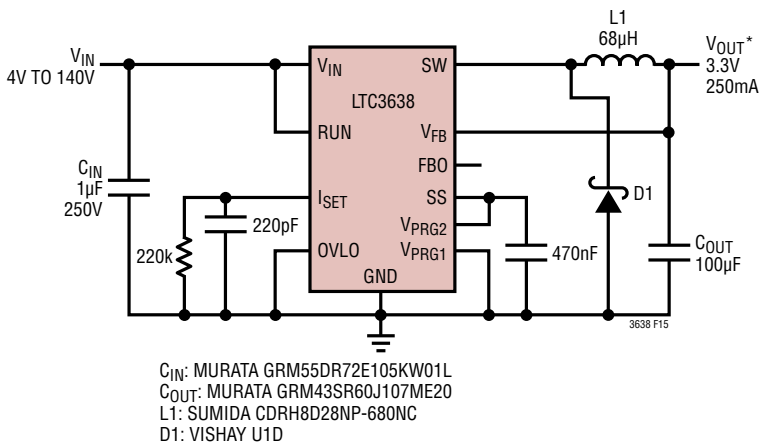 L1
68µH
VIN
4V TO 140V
VIN
SW
VOUT*
3.3V
250mA
LTC3638
RUN
VFB
FBO
CIN
1µF
250V
ISET
SS
D1
220pF
VPRG2
220k
OVLO
VPRG1
470nF
COUT
100µF
GND
3638 F15
CIN: MURATA GRM55DR72E105KW01L
COUT: MURATA GRM43SR60J107ME20
L1: SUMIDA CDRH8D28NP-680NC
D1: VISHAY U1D